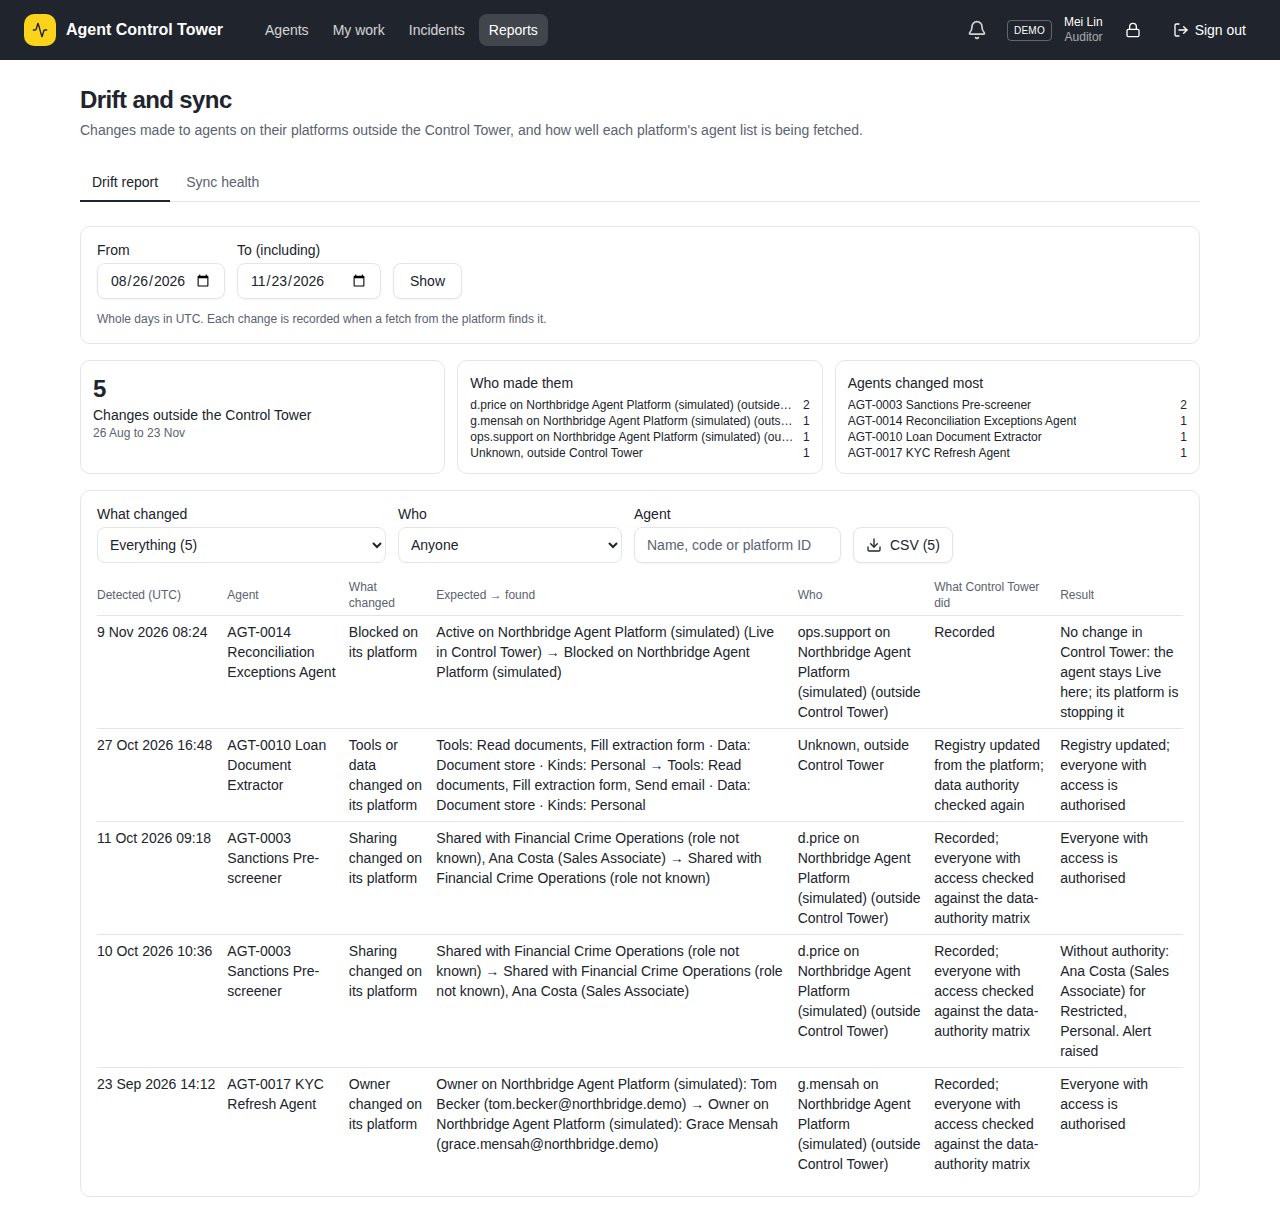 Agent Control Tower
Agents
My work
Incidents
Reports
DEMO
Mei Lin
Auditor
Sign out
Drift and sync
Changes made to agents on their platforms outside the Control Tower, and how well each platform's agent list is being fetched.
Drift report
Sync health
From
To (including)
08/26/2026
11/23/2026
Show
Whole days in UTC. Each change is recorded when a fetch from the platform finds it.
5
Changes outside the Control Tower
26 Aug to 23 Nov
Who made them
d.price on Northbridge Agent Platform (simulated) (outside… 2
g.mensah on Northbridge Agent Platform (simulated) (outs… 1
ops.support on Northbridge Agent Platform (simulated) (ou… 1
Unknown, outside Control Tower 1
Agents changed most
AGT-0003 Sanctions Pre-screener 2
AGT-0014 Reconciliation Exceptions Agent 1
AGT-0010 Loan Document Extractor 1
AGT-0017 KYC Refresh Agent 1
What changed
Who
Agent
Everything (5)
Anyone
Name, code or platform ID
CSV (5)
Detected (UTC)
Agent
What
changed
Expected → found
Who
What Control Tower
did
Result
9 Nov 2026 08:24
AGT-0014
Reconciliation
Exceptions Agent
Blocked on
its platform
Active on Northbridge Agent Platform (simulated) (Live
in Control Tower) → Blocked on Northbridge Agent
Platform (simulated)
ops.support on
Northbridge Agent
Platform
(simulated) (outside
Control Tower)
Recorded
No change in
Control Tower: the
agent stays Live
here; its platform is
stopping it
27 Oct 2026 16:48
AGT-0010 Loan
Document
Extractor
Tools or
data
changed on
its platform
Tools: Read documents, Fill extraction form · Data:
Document store · Kinds: Personal → Tools: Read
documents, Fill extraction form, Send email · Data:
Document store · Kinds: Personal
Unknown, outside
Control Tower
Registry updated
from the platform;
data authority
checked again
Registry updated;
everyone with
access is
authorised
11 Oct 2026 09:18
AGT-0003
Sanctions Pre-
screener
Sharing
changed on
its platform
Shared with Financial Crime Operations (role not
known), Ana Costa (Sales Associate) → Shared with
Financial Crime Operations (role not known)
d.price on
Northbridge Agent
Platform
(simulated) (outside
Control Tower)
Recorded;
everyone with
access checked
against the data-
authority matrix
Everyone with
access is
authorised
10 Oct 2026 10:36
AGT-0003
Sanctions Pre-
screener
Sharing
changed on
its platform
Shared with Financial Crime Operations (role not
known) → Shared with Financial Crime Operations (role
not known), Ana Costa (Sales Associate)
d.price on
Northbridge Agent
Platform
(simulated) (outside
Control Tower)
Recorded;
everyone with
access checked
against the data-
authority matrix
Without authority:
Ana Costa (Sales
Associate) for
Restricted,
Personal. Alert
raised
23 Sep 2026 14:12
AGT-0017 KYC
Refresh Agent
Owner
changed on
its platform
Owner on Northbridge Agent Platform (simulated): Tom
Becker (tom.becker@northbridge.demo) → Owner on
Northbridge Agent Platform (simulated): Grace Mensah
(grace.mensah@northbridge.demo)
g.mensah on
Northbridge Agent
Platform
(simulated) (outside
Control Tower)
Recorded;
everyone with
access checked
against the data-
authority matrix
Everyone with
access is
authorised